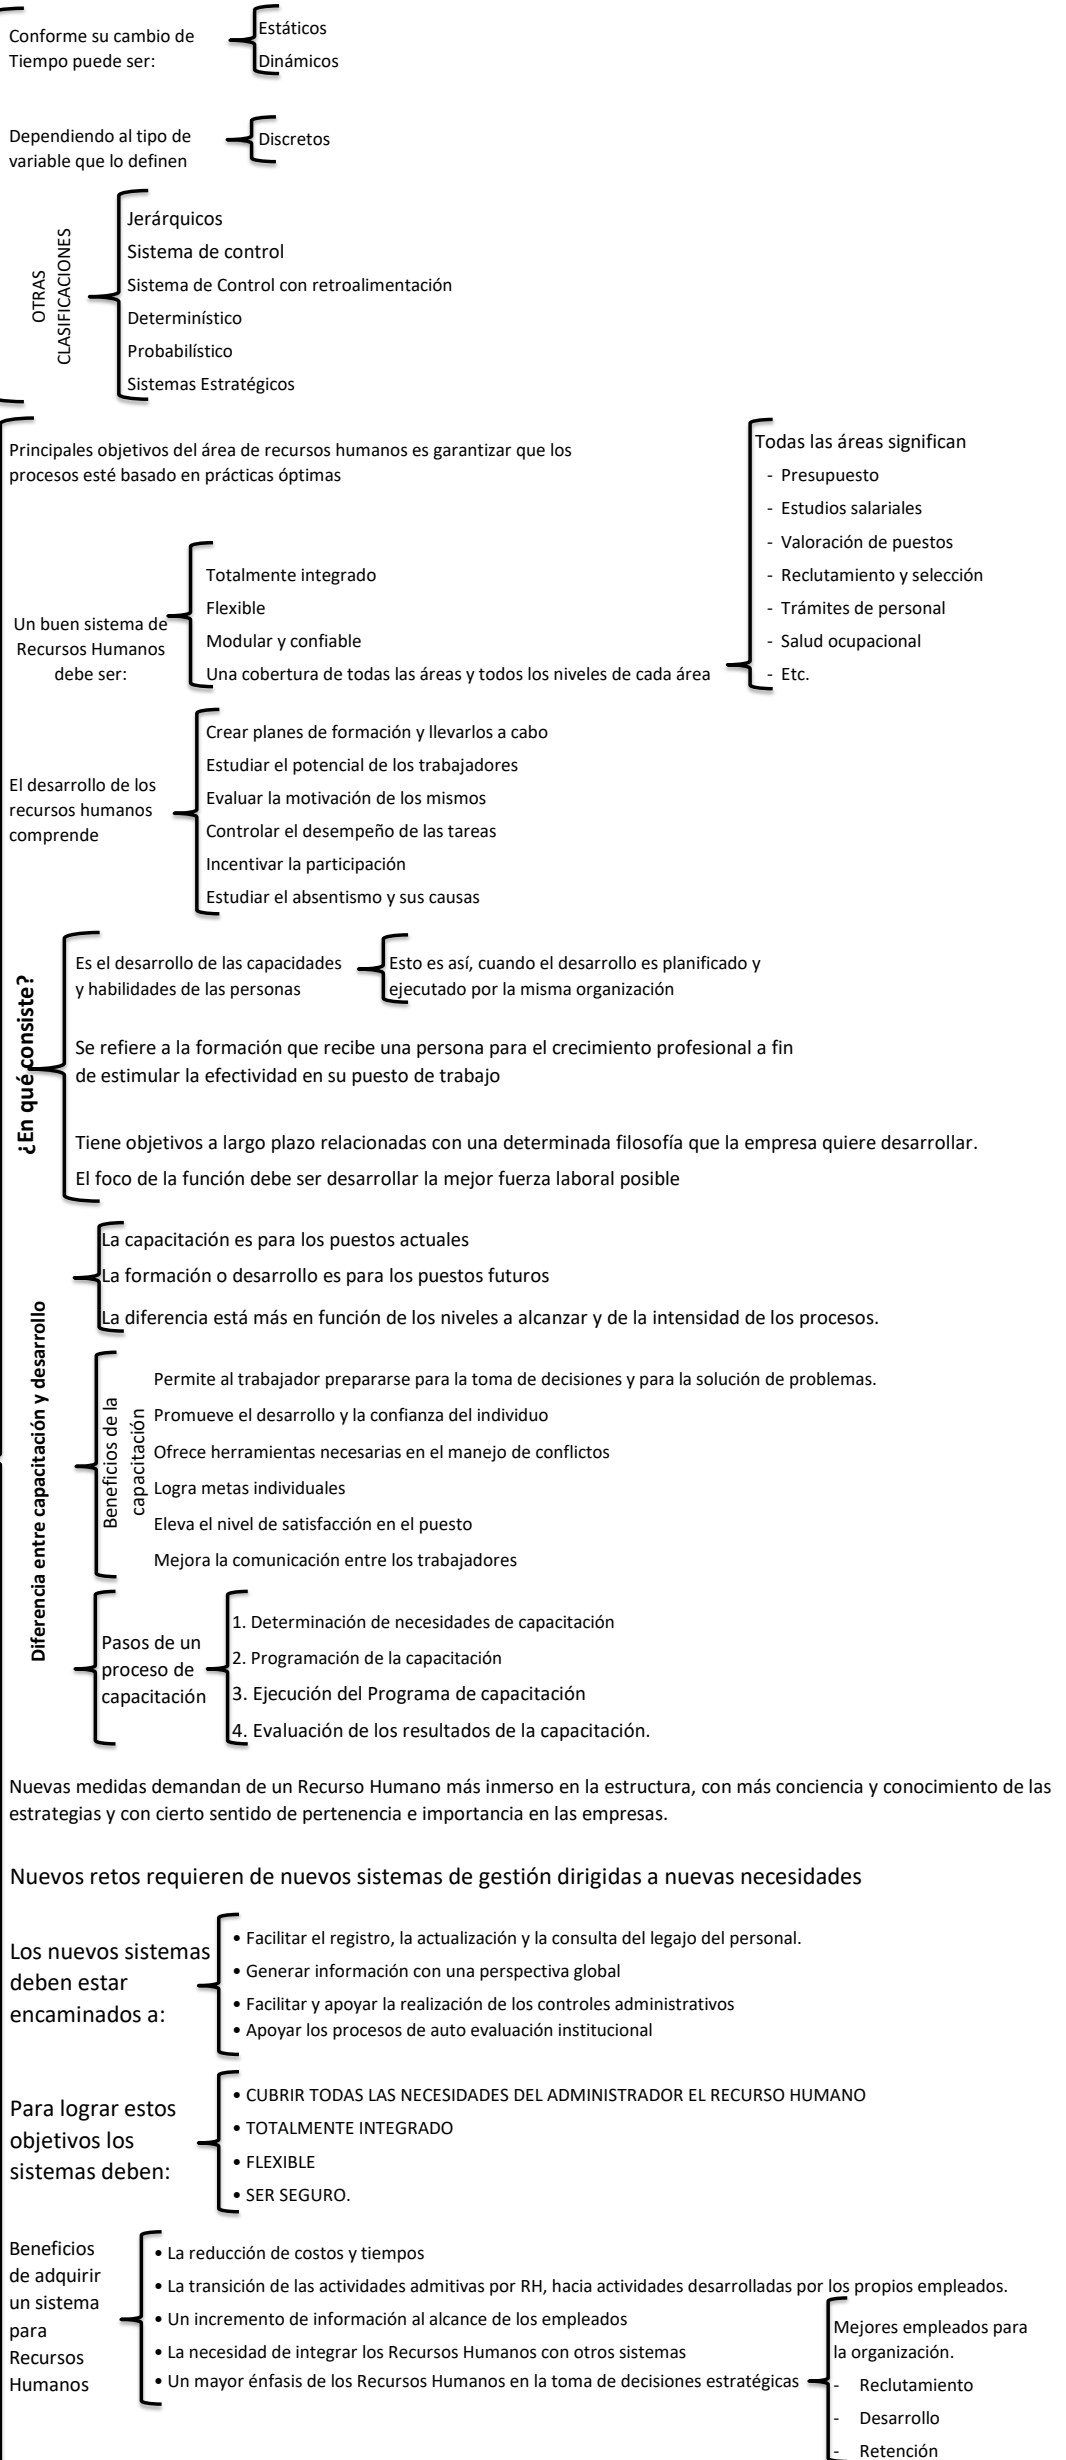 Conforme su cambio de
Tiempo puede ser:
Estáticos
Dinámicos
Dependiendo al tipo de
variable que lo definen
Discretos
OTRAS
CLASIFICACIONES
Jerárquicos
Sistema de control
Sistema de Control con retroalimentación
Determinístico
Probabilístico
Sistemas Estratégicos
Principales objetivos del área de recursos humanos es garantizar que los
procesos esté basado en prácticas óptimas
Un buen sistema de
Recursos Humanos
debe ser:
Totalmente integrado
Flexible
Modular y confiable
Una cobertura de todas las áreas y todos los niveles de cada área
Todas las áreas significan
- Presupuesto
- Estudios salariales
- Valoración de puestos
- Reclutamiento y selección
- Trámites de personal
- Salud ocupacional
- Etc.
El desarrollo de los
recursos humanos
comprende
Crear planes de formación y llevarlos a cabo
Estudiar el potencial de los trabajadores
Evaluar la motivación de los mismos
Controlar el desempeño de las tareas
Incentivar la participación
Estudiar el absentismo y sus causas
¿En qué consiste?
Es el desarrollo de las capacidades
y habilidades de las personas
Esto es así, cuando el desarrollo es planificado y
ejecutado por la misma organización
Se refiere a la formación que recibe una persona para el crecimiento profesional a fin
de estimular la efectividad en su puesto de trabajo
Tiene objetivos a largo plazo relacionadas con una determinada filosofía que la empresa quiere desarrollar.
El foco de la función debe ser desarrollar la mejor fuerza laboral posible
Diferencia entre capacitación y desarrollo
La capacitación es para los puestos actuales
La formación o desarrollo es para los puestos futuros
La diferencia está más en función de los niveles a alcanzar y de la intensidad de los procesos.
Beneficios de la
capacitación
Permite al trabajador prepararse para la toma de decisiones y para la solución de problemas.
Promueve el desarrollo y la confianza del individuo
Ofrece herramientas necesarias en el manejo de conflictos
Logra metas individuales
Eleva el nivel de satisfacción en el puesto
Mejora la comunicación entre los trabajadores
Pasos de un
proceso de
capacitación
1. Determinación de necesidades de capacitación
2. Programación de la capacitación
3. Ejecución del Programa de capacitación
4. Evaluación de los resultados de la capacitación.
Nuevas medidas demandan de un Recurso Humano más inmerso en la estructura, con más conciencia y conocimiento de las
estrategias y con cierto sentido de pertenencia e importancia en las empresas.
Nuevos retos requieren de nuevos sistemas de gestión dirigidas a nuevas necesidades
Los nuevos sistemas
deben estar
encaminados a:
• Facilitar el registro, la actualización y la consulta del legajo del personal.
• Generar información con una perspectiva global
• Facilitar y apoyar la realización de los controles administrativos
• Apoyar los procesos de auto evaluación institucional
Para lograr estos
objetivos los
sistemas deben:
• CUBRIR TODAS LAS NECESIDADES DEL ADMINISTRADOR EL RECURSO HUMANO
• TOTALMENTE INTEGRADO
• FLEXIBLE
• SER SEGURO.
Beneficios
de adquirir
un sistema
para
Recursos
Humanos
• La reducción de costos y tiempos
• La transición de las actividades admitivas por RH, hacia actividades desarrolladas por los propios empleados.
• Un incremento de información al alcance de los empleados
• La necesidad de integrar los Recursos Humanos con otros sistemas
• Un mayor énfasis de los Recursos Humanos en la toma de decisiones estratégicas
Mejores empleados para
la organización.
- Reclutamiento
- Desarrollo
- Retención